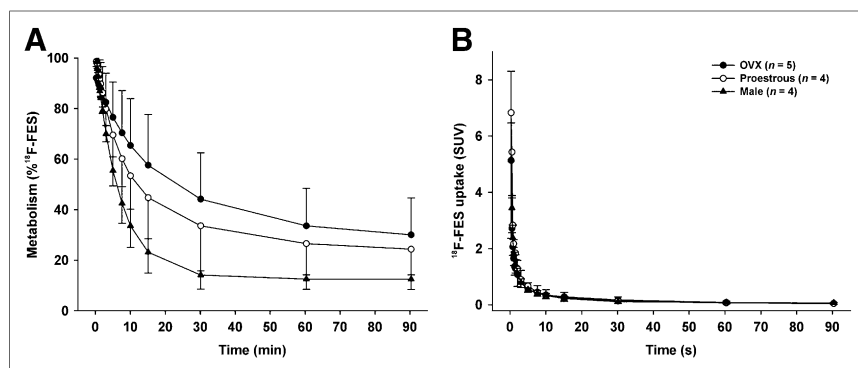 A
Metabolism (%¹⁸F-FES)
100
80
60
40
20
0
0 10 20 30 40 50 60 70 80 90
Time (min)
B
OVX (n = 5)
Proestrous (n = 4)
Male (n = 4)
¹⁸F-FES uptake (SUV)
8
6
4
2
0
0 10 20 30 40 50 60 70 80 90
Time (s)